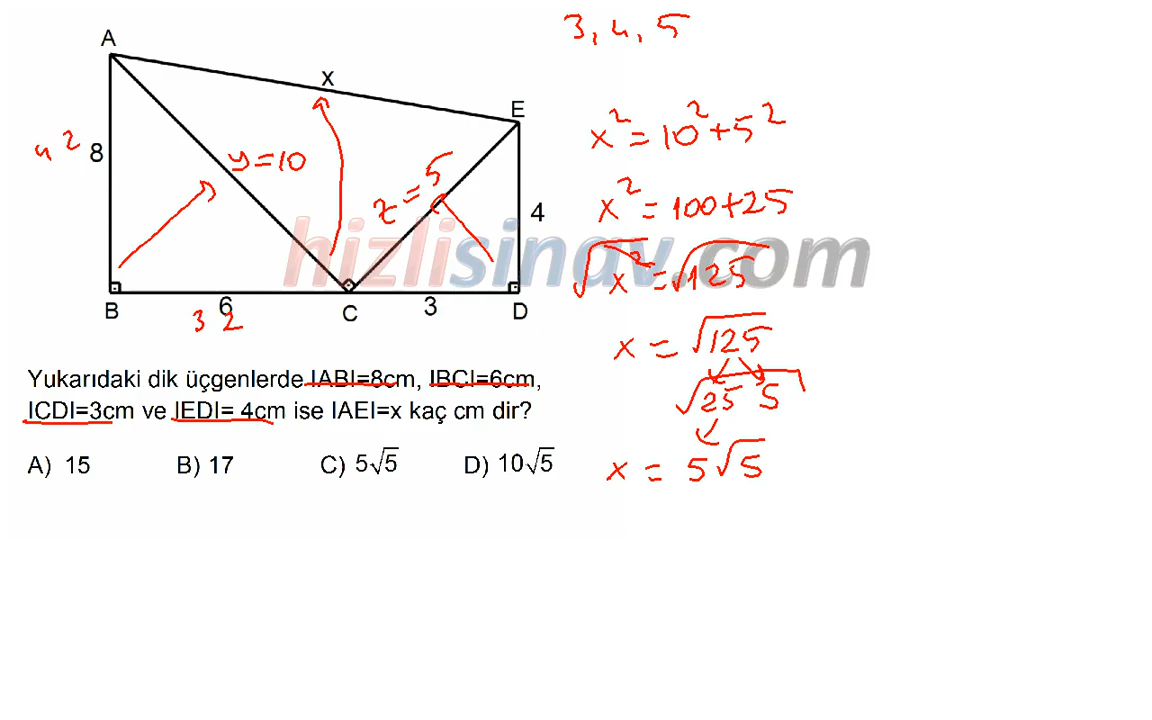 3, 4, 5
A
x
E
4 2
8
y=10
z=5
4
x²=10²+5²
x²=100+25
hizlisinav.com
√x²=√125
B
6
3 2
C
3
D
x=√125
√25 5
x=5√5
Yukarıdaki dik üçgenlerde IABI=8cm, IBCI=6cm,
ICDI=3cm ve IEDI= 4cm ise IAEI=x kaç cm dir?
A) 15 B) 17 C) 5√5 D) 10√5